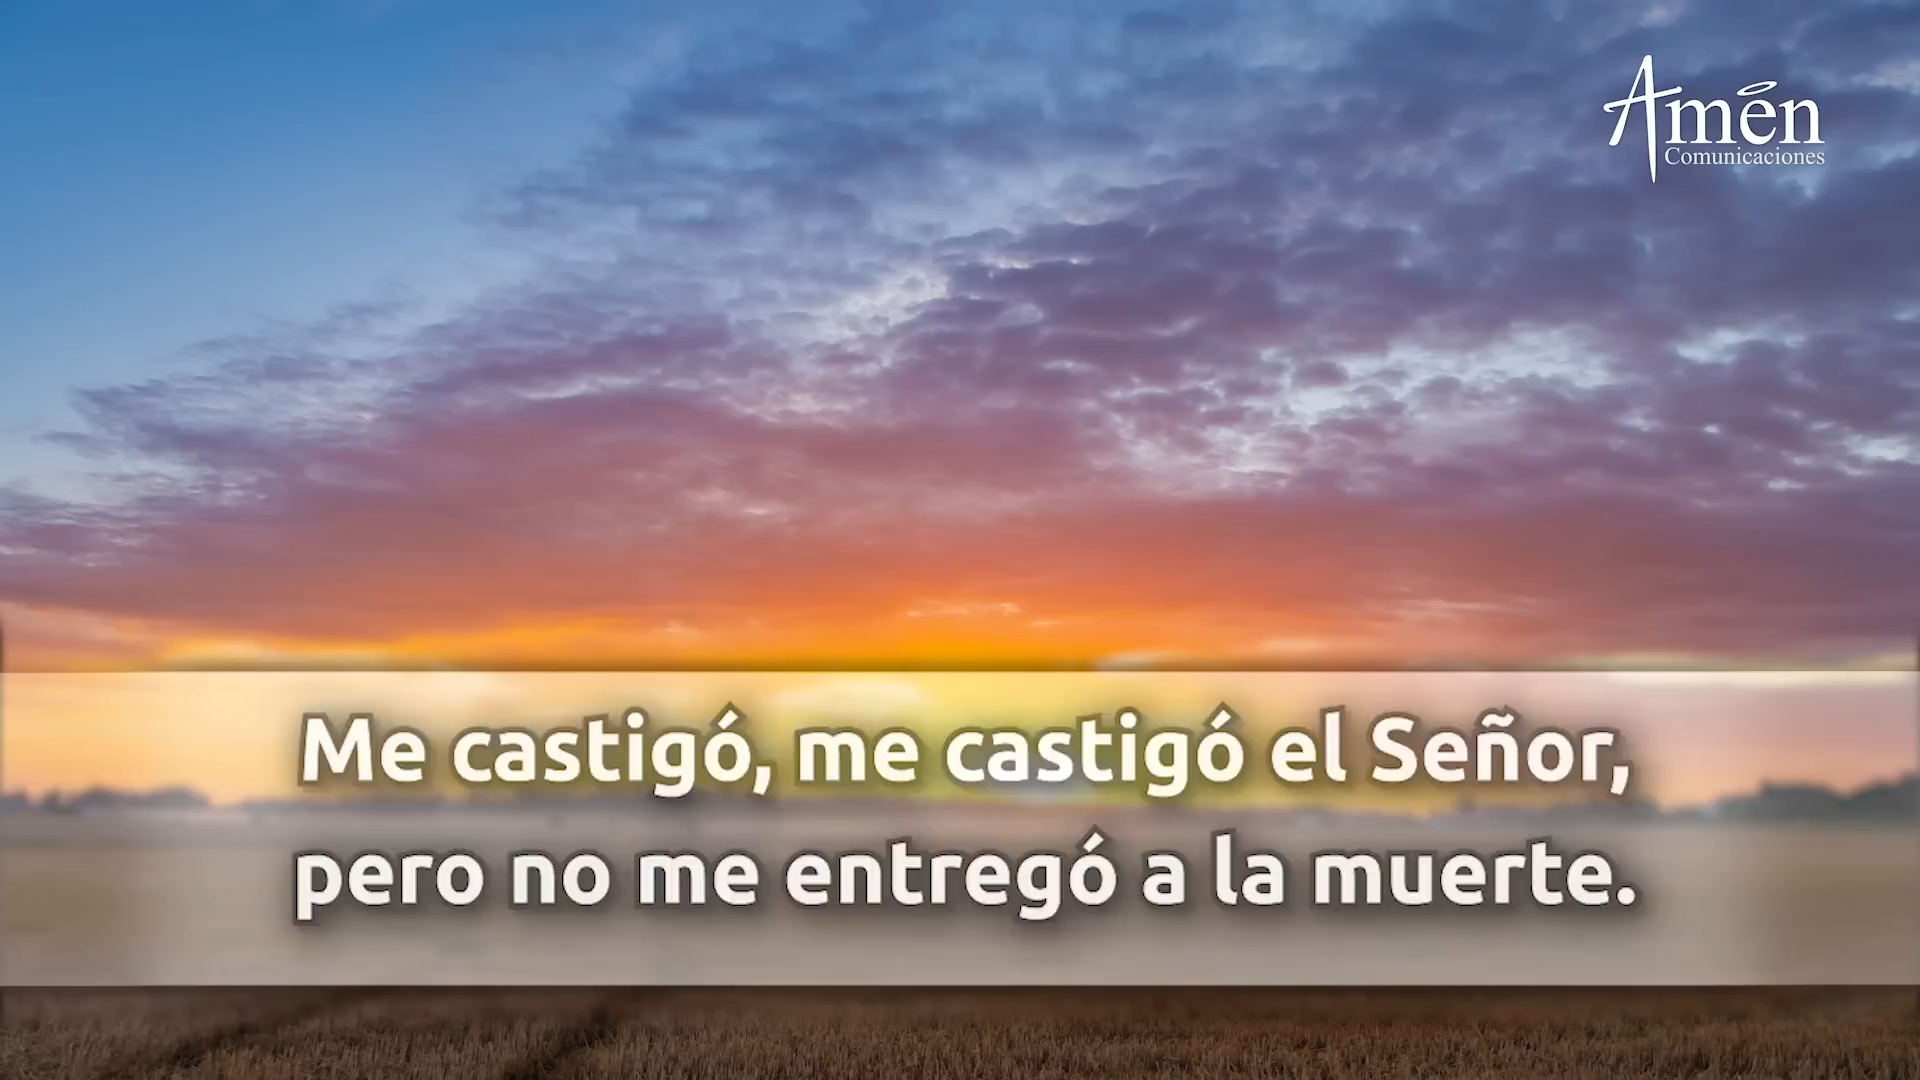 Amén
Comunicaciones
Me castigó, me castigó el Señor,
pero no me entregó a la muerte.